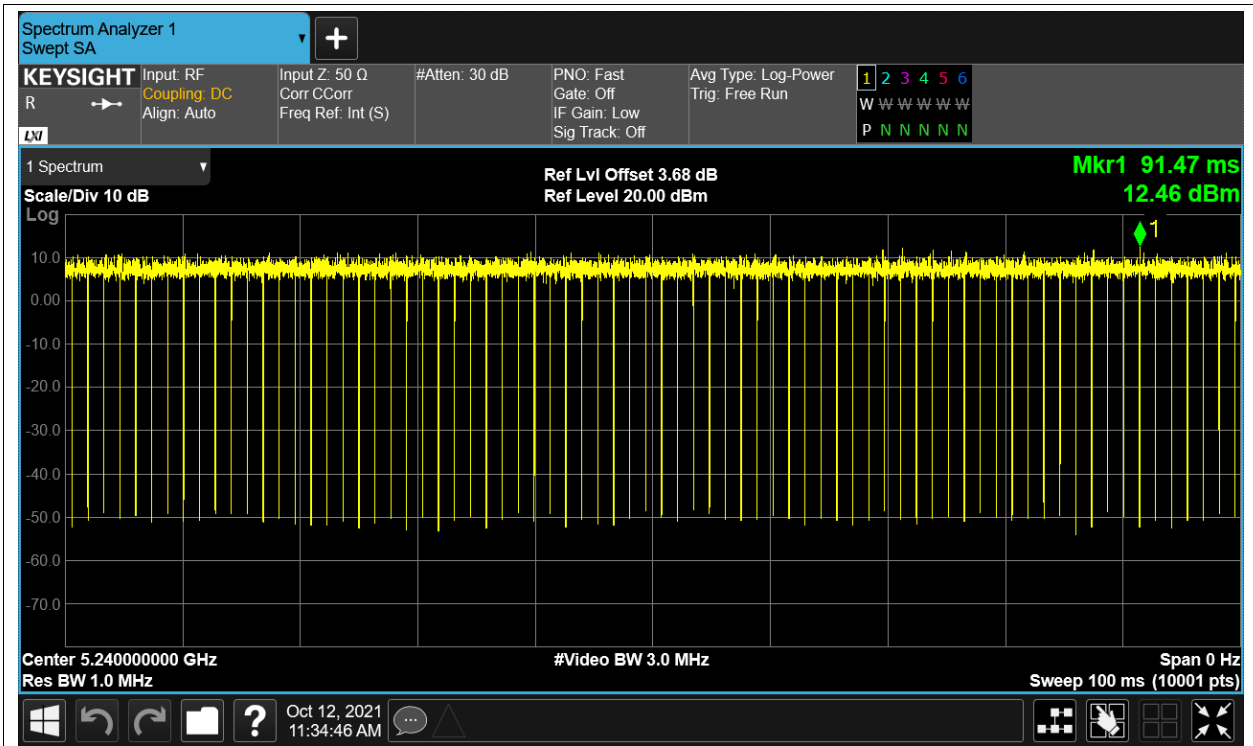 Spectrum Analyzer 1
Swept SA
KEYSIGHT
R
LXI
Input: RF
Coupling: DC
Align: Auto
Input Z: 50 Ω
Corr CCorr
Freq Ref: Int (S)
#Atten: 30 dB
PNO: Fast
Gate: Off
IF Gain: Low
Sig Track: Off
Avg Type: Log-Power
Trig: Free Run
1 2 3 4 5 6
W W W W W W
P N N N N N
1 Spectrum
Scale/Div 10 dB
Log
Ref Lvl Offset 3.68 dB
Ref Level 20.00 dBm
Mkr1 91.47 ms
12.46 dBm
1
10.0
0.00
-10.0
-20.0
-30.0
-40.0
-50.0
-60.0
-70.0
Center 5.240000000 GHz
Res BW 1.0 MHz
#Video BW 3.0 MHz
Span 0 Hz
Sweep 100 ms (10001 pts)
?
Oct 12, 2021
11:34:46 AM